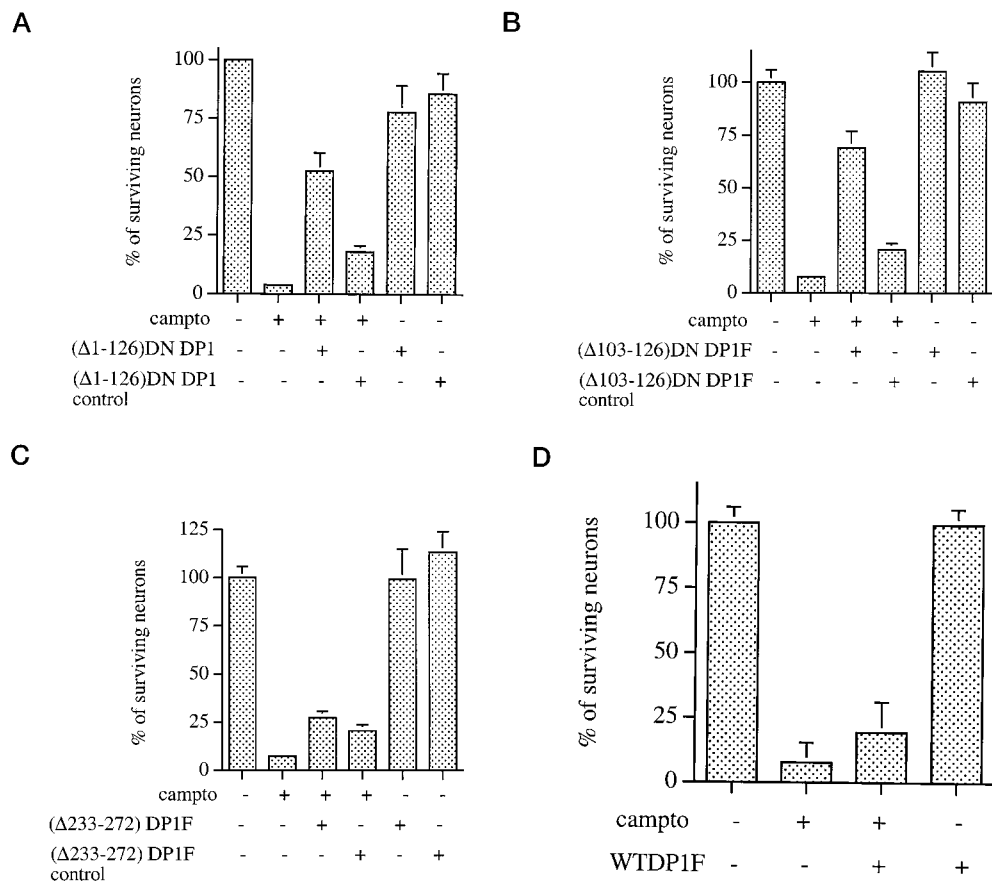 A
% of surviving neurons
100
75
50
25
0
campto - + + + - -
(Δ1-126)DN DP1 - - + - + -
(Δ1-126)DN DP1 - - - + - +
control
B
% of surviving neurons
100
75
50
25
0
campto - + + + - -
(Δ103-126)DN DP1F - - + - + -
(Δ103-126)DN DP1F - - - + - +
control
C
% of surviving neurons
125
100
75
50
25
0
campto - + + + - -
(Δ233-272) DP1F - - + - + -
(Δ233-272) DP1F - - - + - +
control
D
% of surviving neurons
100
75
50
25
0
campto - + + -
WTDP1F - - + +